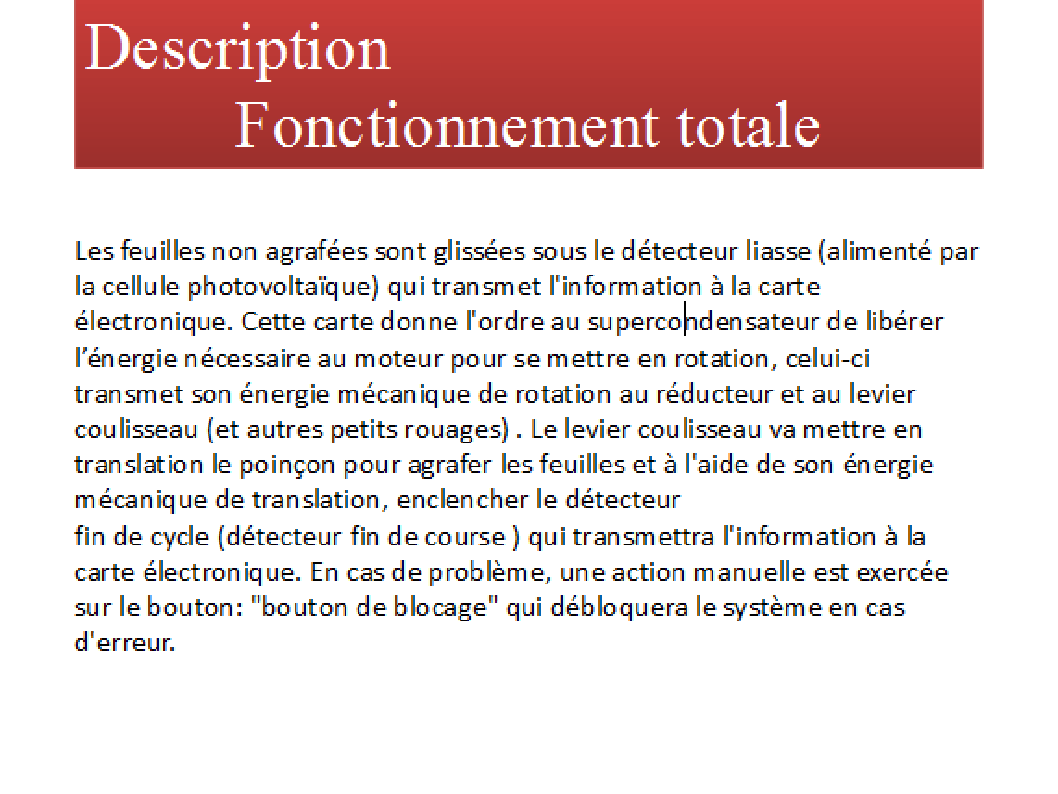 Description
Fonctionnement totale
Les feuilles non agrafées sont glissées sous le détecteur liasse (alimenté par
la cellule photovoltaïque) qui transmet l'information à la carte
électronique. Cette carte donne l'ordre au supercondensateur de libérer
l’énergie nécessaire au moteur pour se mettre en rotation, celui-ci
transmet son énergie mécanique de rotation au réducteur et au levier
coulisseau (et autres petits rouages) . Le levier coulisseau va mettre en
translation le poinçon pour agrafer les feuilles et à l'aide de son énergie
mécanique de translation, enclencher le détecteur
fin de cycle (détecteur fin de course ) qui transmettra l'information à la
carte électronique. En cas de problème, une action manuelle est exercée
sur le bouton: "bouton de blocage" qui débloquera le système en cas
d'erreur.